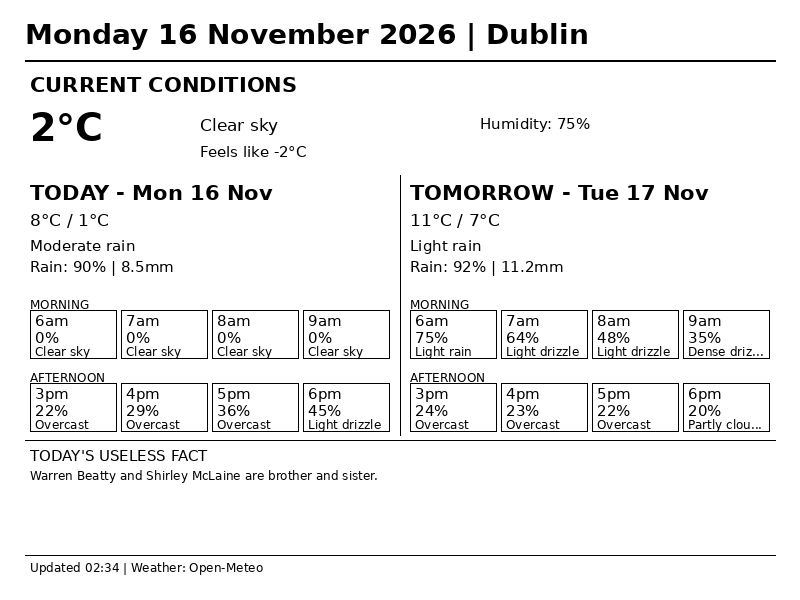 Monday 16 November 2026 | Dublin
CURRENT CONDITIONS
2°C
Clear sky
Feels like -2°C
Humidity: 75%
TODAY - Mon 16 Nov
8°C / 1°C
Moderate rain
Rain: 90% | 8.5mm
MORNING
6am
0%
Clear sky
7am
0%
Clear sky
8am
0%
Clear sky
9am
0%
Clear sky
AFTERNOON
3pm
22%
Overcast
4pm
29%
Overcast
5pm
36%
Overcast
6pm
45%
Light drizzle
TOMORROW - Tue 17 Nov
11°C / 7°C
Light rain
Rain: 92% | 11.2mm
MORNING
6am
75%
Light rain
7am
64%
Light drizzle
8am
48%
Light drizzle
9am
35%
Dense driz...
AFTERNOON
3pm
24%
Overcast
4pm
23%
Overcast
5pm
22%
Overcast
6pm
20%
Partly clou...
TODAY'S USELESS FACT
Warren Beatty and Shirley McLaine are brother and sister.
Updated 02:34 | Weather: Open-Meteo